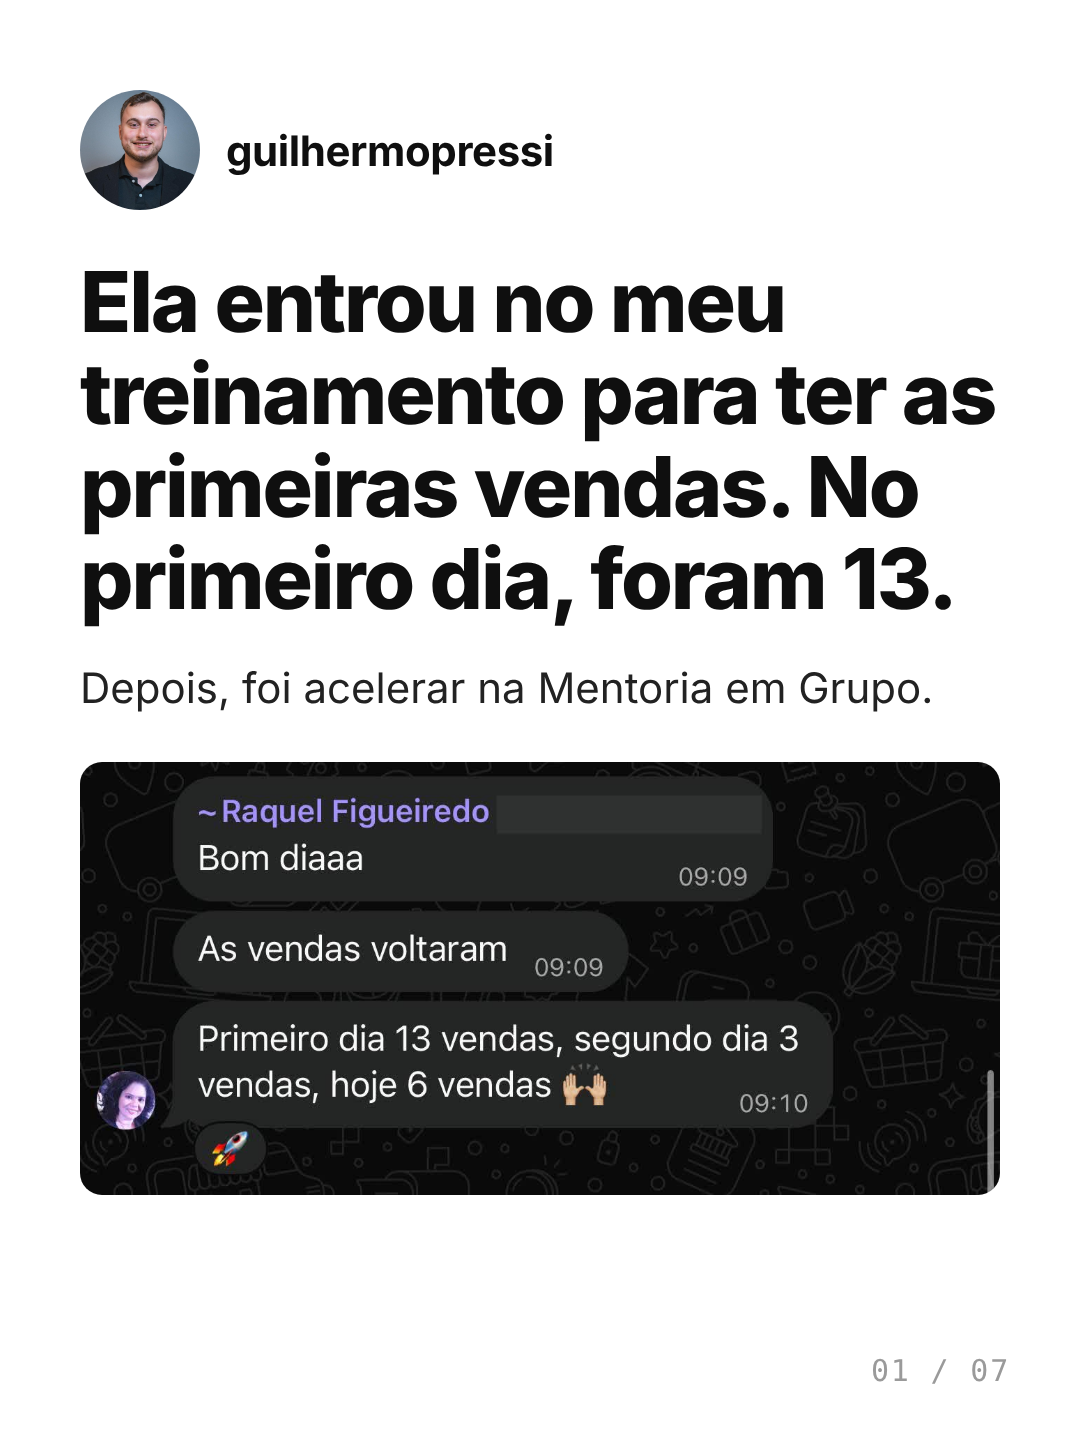 guilhermopressi
Ela entrou no meu
treinamento para ter as
primeiras vendas. No
primeiro dia, foram 13.
Depois, foi acelerar na Mentoria em Grupo.
~Raquel Figueiredo
Bom diaaa
09:09
As vendas voltaram
09:09
Primeiro dia 13 vendas, segundo dia 3
vendas, hoje 6 vendas 🙌🏼
09:10
🚀
01 / 07